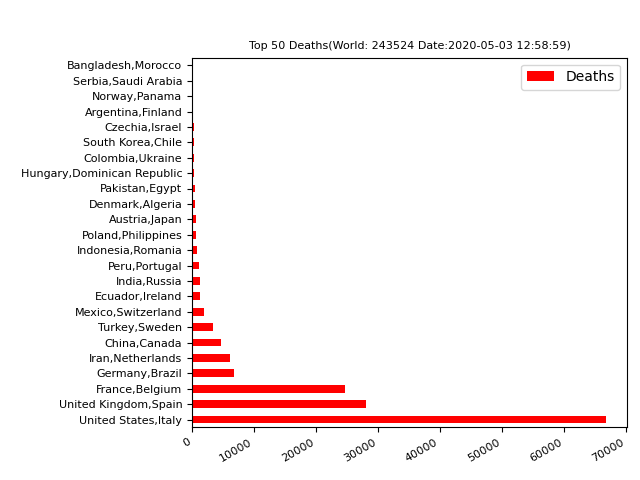 Top 50 Deaths(World: 243524 Date:2020-05-03 12:58:59)
Deaths
Bangladesh,Morocco
Serbia,Saudi Arabia
Norway,Panama
Argentina,Finland
Czechia,Israel
South Korea,Chile
Colombia,Ukraine
Hungary,Dominican Republic
Pakistan,Egypt
Denmark,Algeria
Austria,Japan
Poland,Philippines
Indonesia,Romania
Peru,Portugal
India,Russia
Ecuador,Ireland
Mexico,Switzerland
Turkey,Sweden
China,Canada
Iran,Netherlands
Germany,Brazil
France,Belgium
United Kingdom,Spain
United States,Italy
0 10000 20000 30000 40000 50000 60000 70000